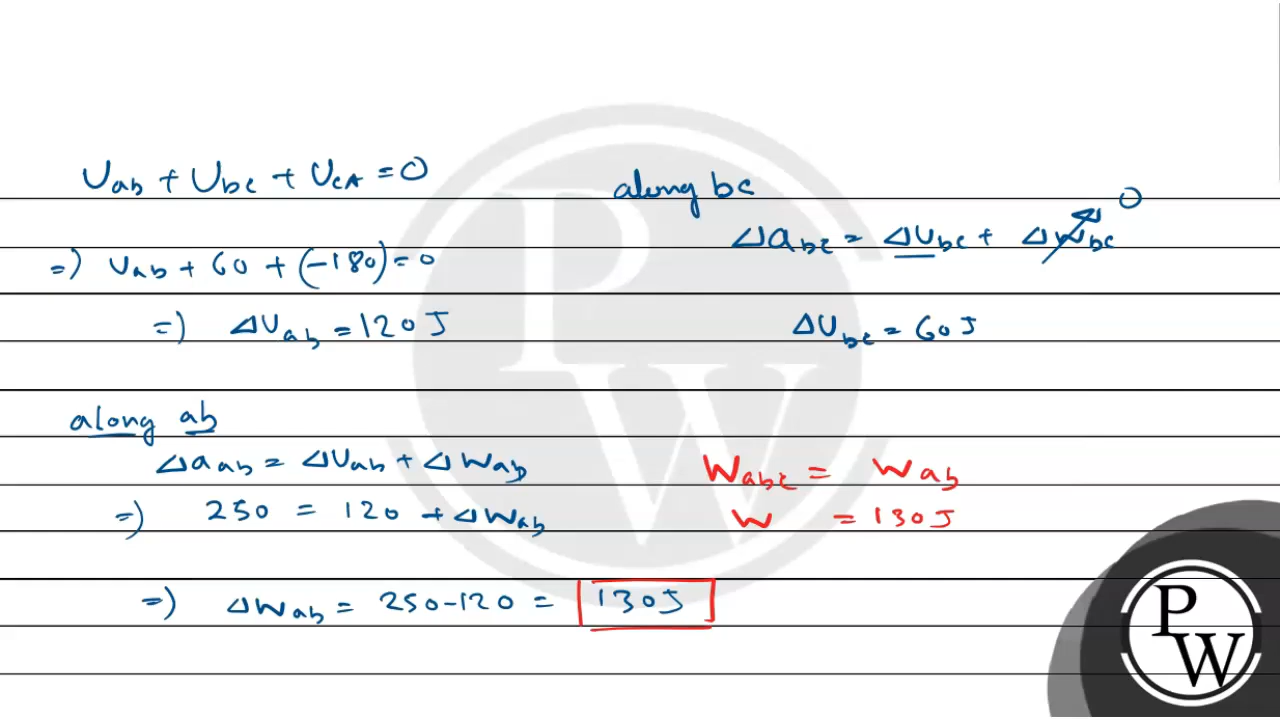 Uab + Ubc + UCA = 0
=) Uab + 60 + (-180) = 0
=) ΔUab = 120 J
along bc
ΔQbc = ΔUbc + ΔWbc 0
ΔUbc = 60 J
along ab
ΔQab = ΔUab + ΔWab
=) 250 = 120 + ΔWab
=) ΔWab = 250 - 120 = 130 J
Wabc = Wab
W = 130 J
P
W
P
W